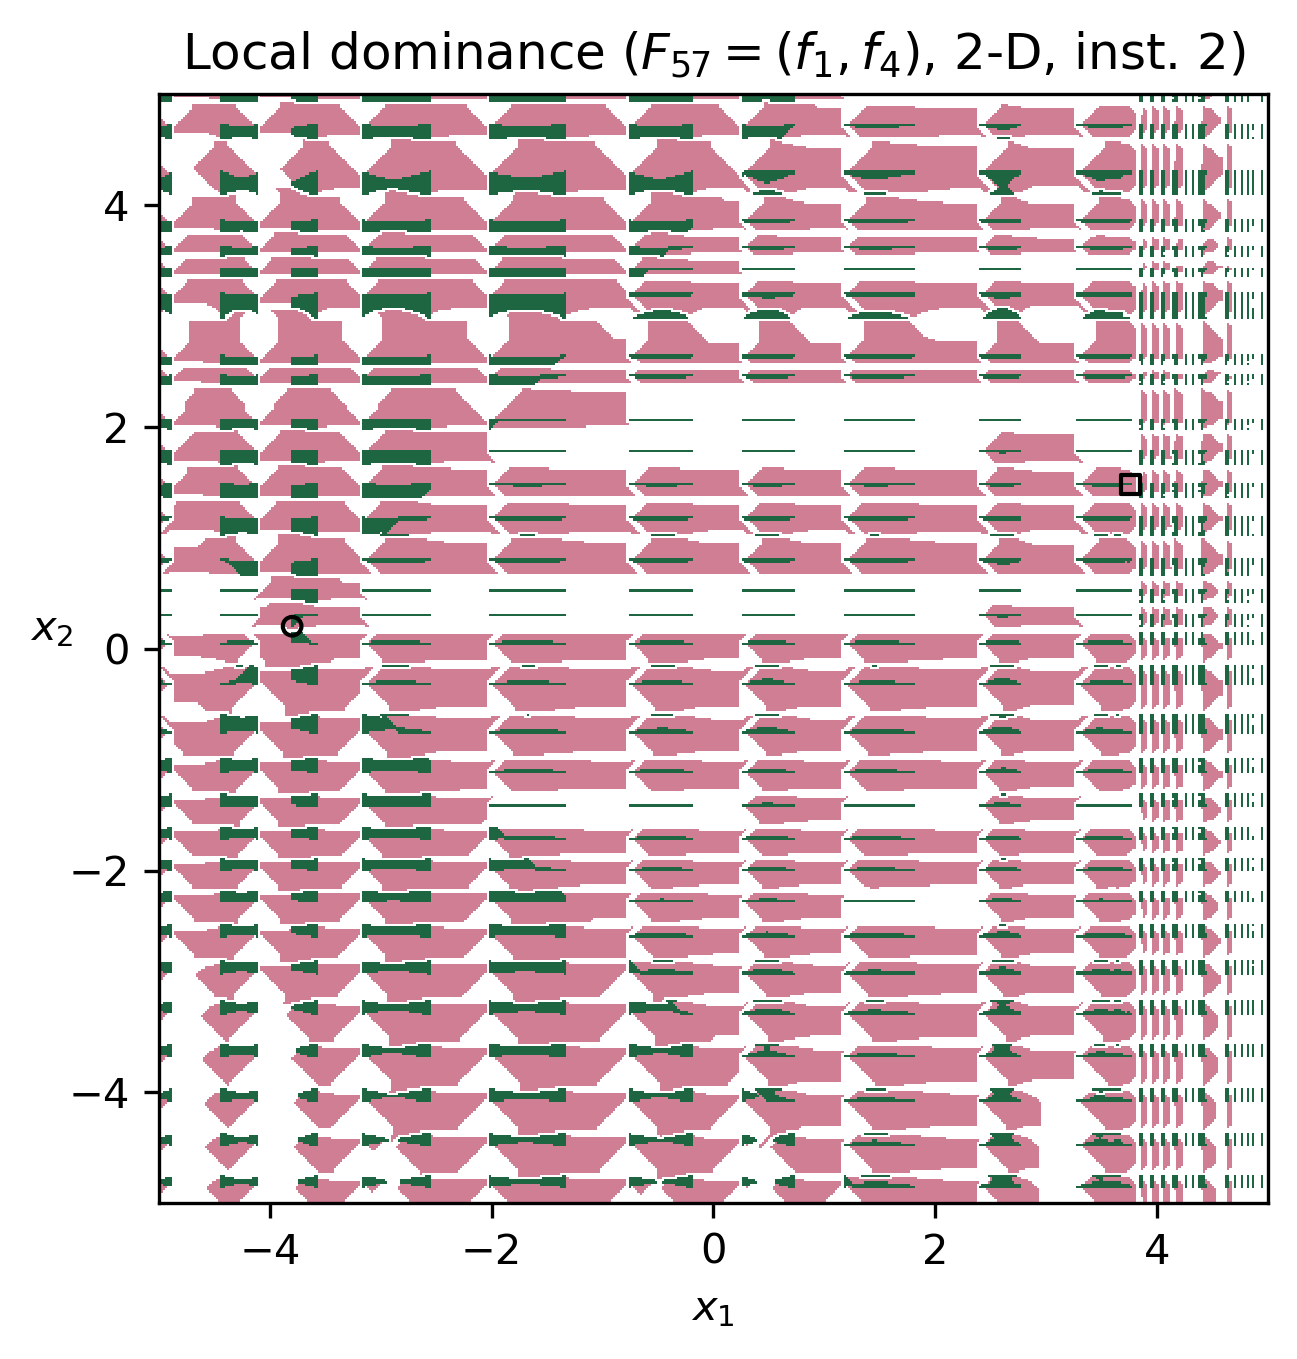 Local dominance (F₅₇ = (f₁, f₄), 2-D, inst. 2)
4
2
x₂
0
−2
−4
−4 −2 0 2 4
x₁